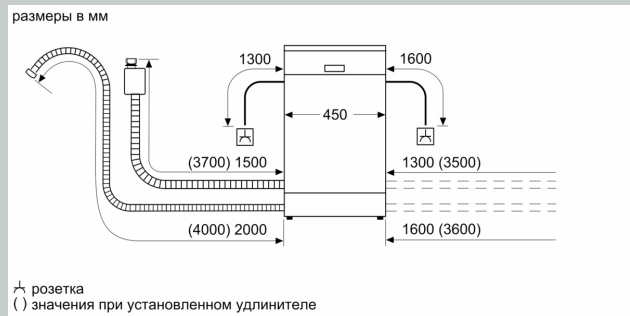 размеры в мм
1300
1600
450
(3700) 1500
1300 (3500)
(4000) 2000
1600 (3600)
розетка
( ) значения при установленном удлинителе